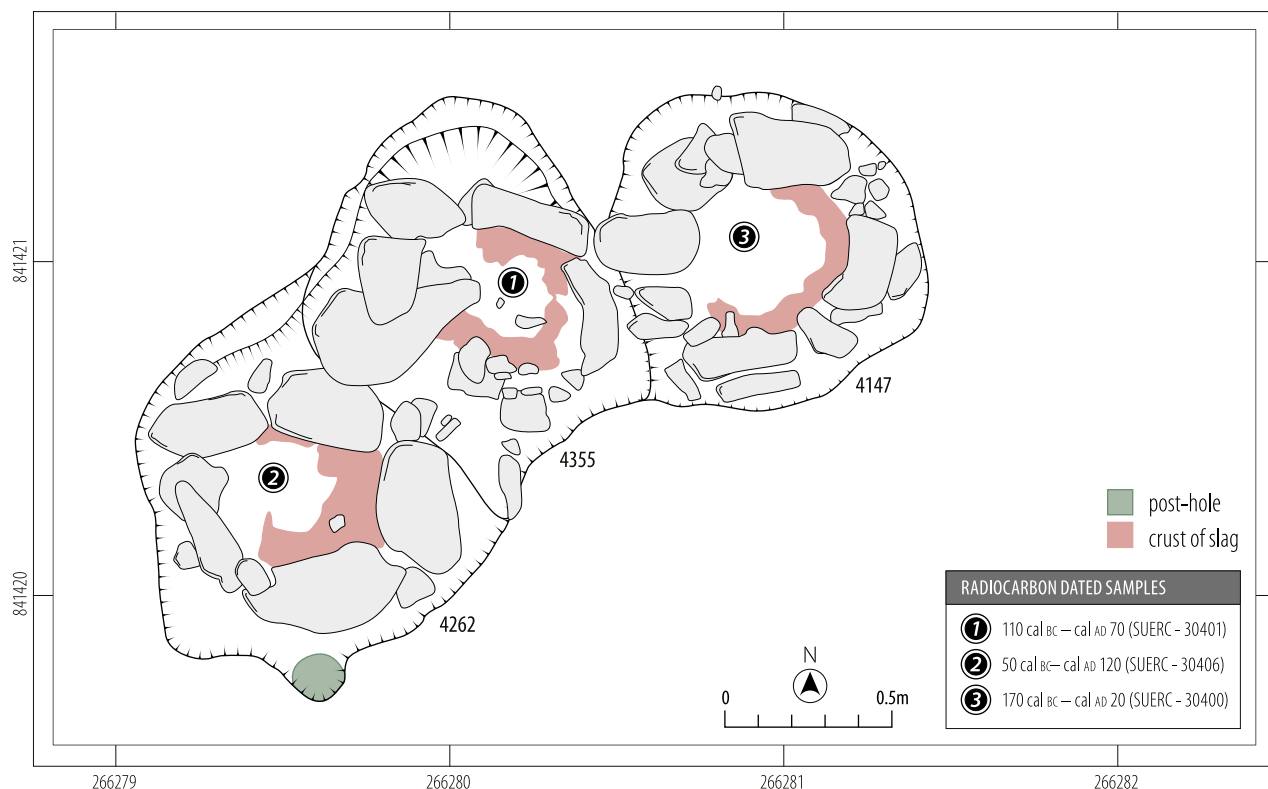 841421
841420
1
2
3
4147
4355
4262
post-hole
crust of slag
RADIOCARBON DATED SAMPLES
1 110 cal BC – cal AD 70 (SUERC - 30401)
2 50 cal BC– cal AD 120 (SUERC - 30406)
3 170 cal BC – cal AD 20 (SUERC - 30400)
N
0 0.5m
266279 266280 266281 266282